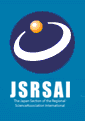 JSRSAI
The Japan Section of the Regional
Science Association International